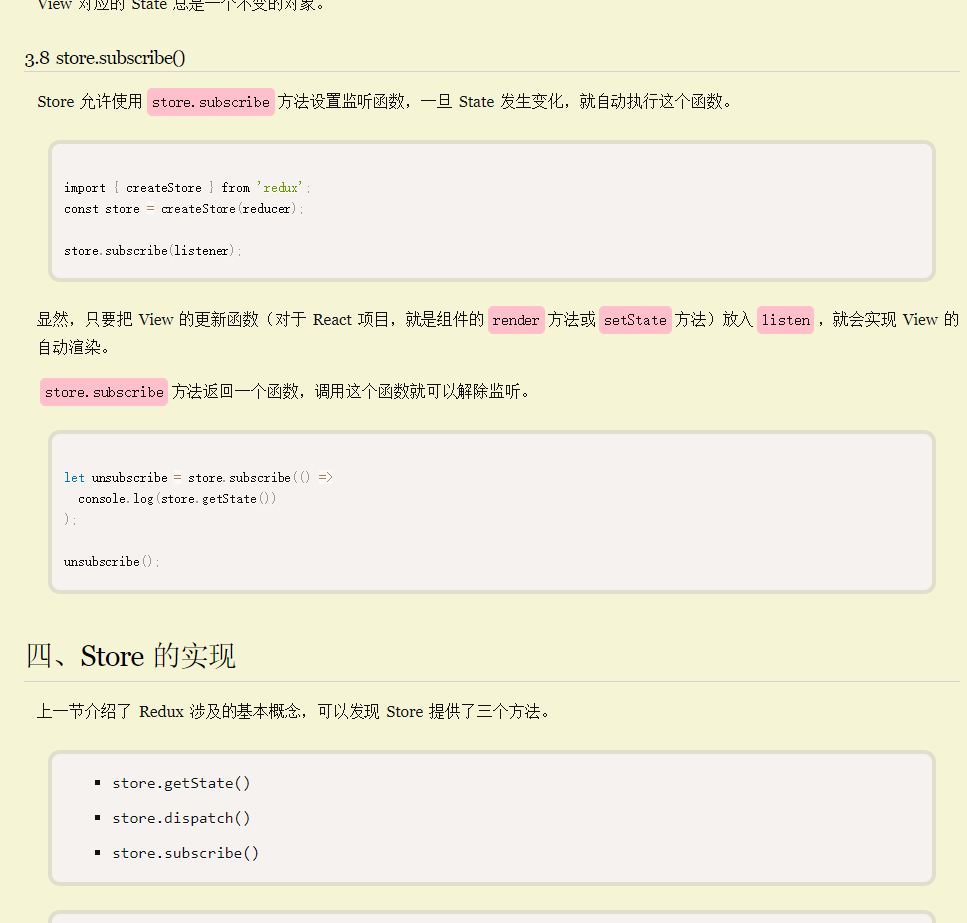 View 对应的 State 总是一个不变的对象。
3.8 store.subscribe()
Store 允许使用 store.subscribe 方法设置监听函数，一旦 State 发生变化，就自动执行这个函数。
import { createStore } from 'redux';
const store = createStore(reducer);
store.subscribe(listener);
显然，只要把 View 的更新函数（对于 React 项目，就是组件的 render 方法或 setState 方法）放入 listen ，就会实现 View 的
自动渲染。
store.subscribe 方法返回一个函数，调用这个函数就可以解除监听。
let unsubscribe = store.subscribe(() =>
  console.log(store.getState())
);
unsubscribe();
四、Store 的实现
上一节介绍了 Redux 涉及的基本概念，可以发现 Store 提供了三个方法。
▪ store.getState()
▪ store.dispatch()
▪ store.subscribe()